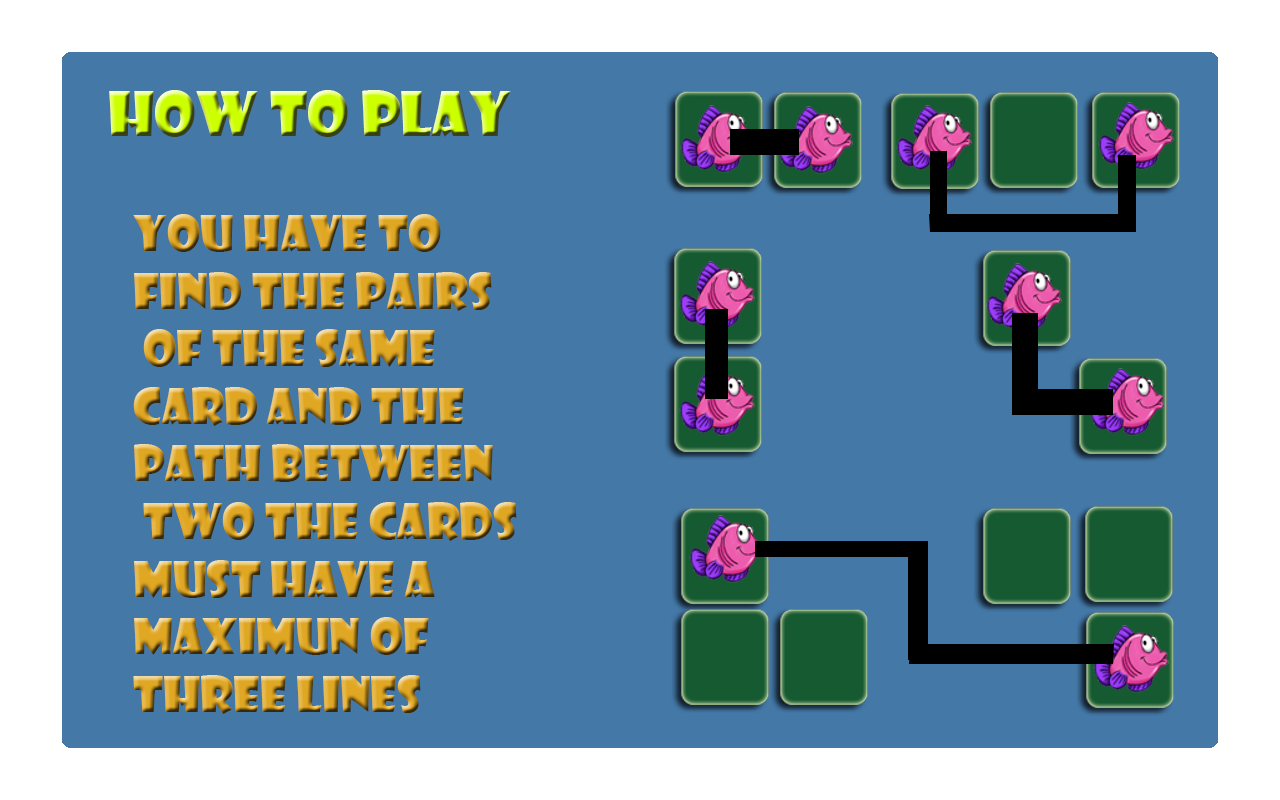 HOW TO PLAY
YOU HAVE TO
FIND THE PAIRS
OF THE SAME
CARD AND THE
PATH BETWEEN
TWO THE CARDS
MUST HAVE A
MAXIMUN OF
THREE LINES